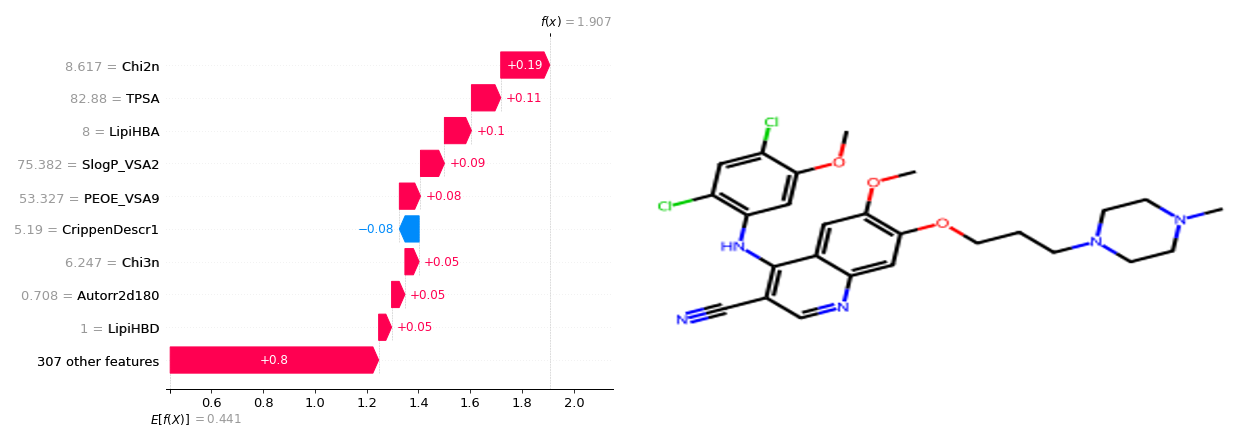 f(x) = 1.907
8.617 = Chi2n
+0.19
82.88 = TPSA
+0.11
8 = LipiHBA
+0.1
75.382 = SlogP_VSA2
+0.09
53.327 = PEOE_VSA9
+0.08
5.19 = CrippenDescr1
−0.08
6.247 = Chi3n
+0.05
0.708 = Autorr2d180
+0.05
1 = LipiHBD
+0.05
307 other features
+0.8
0.6 0.8 1.0 1.2 1.4 1.6 1.8 2.0
E[f(X)] = 0.441
Cl
O
O
Cl
O
N
HN
N
N
N